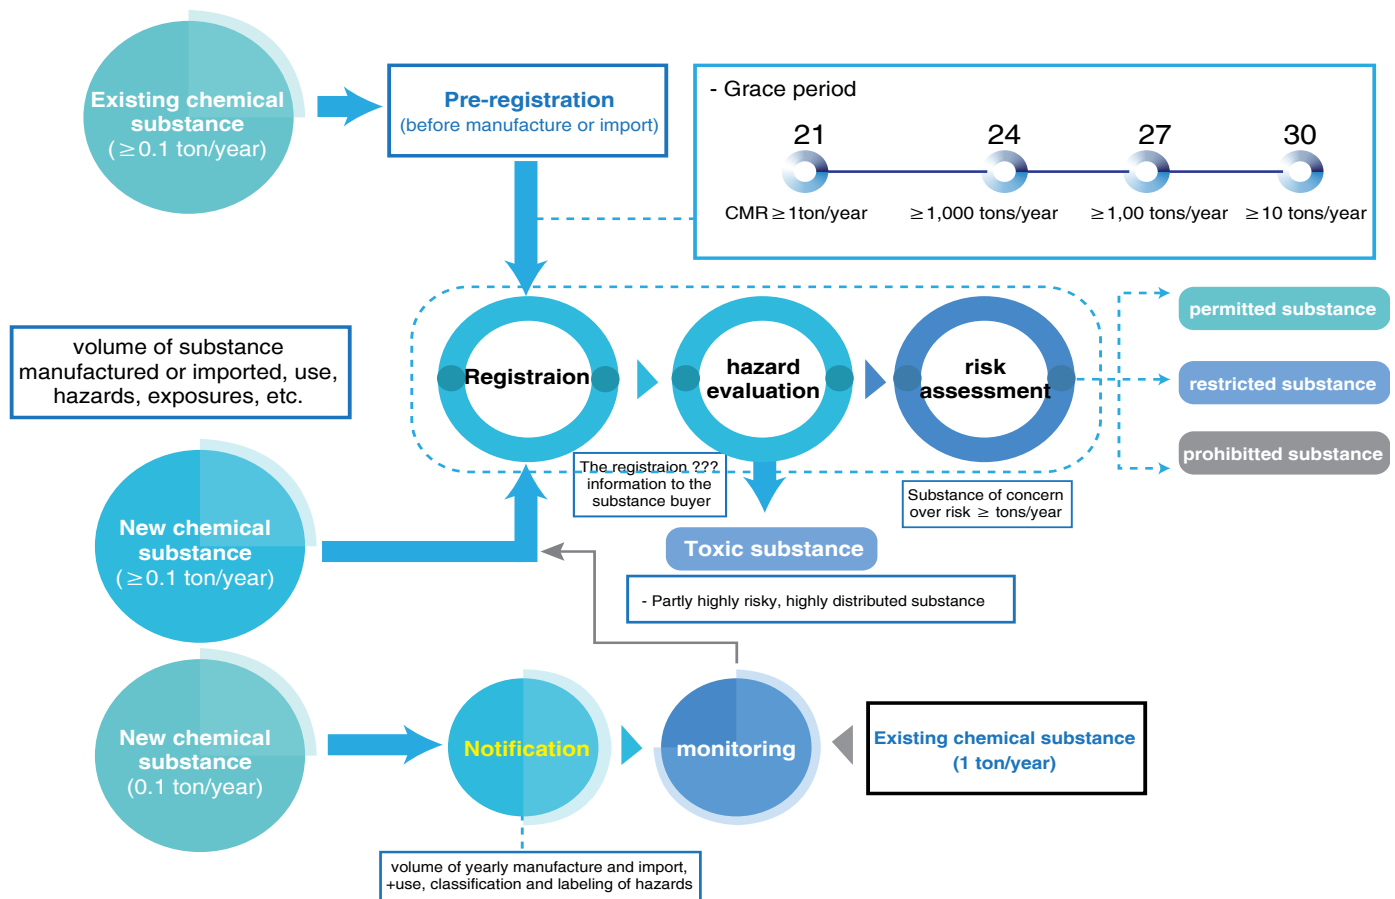 Existing chemical
substance
(≥0.1 ton/year)
Pre-registration
(before manufacture or import)
- Grace period
21
24
27
30
CMR ≥1ton/year
≥1,000 tons/year
≥1,00 tons/year
≥10 tons/year
volume of substance
manufactured or imported, use,
hazards, exposures, etc.
Registraion
hazard
evaluation
risk
assessment
permitted substance
restricted substance
prohibitted substance
The registraion ???
information to the
substance buyer
Substance of concern
over risk ≥ tons/year
New chemical
substance
(≥0.1 ton/year)
Toxic substance
- Partly highly risky, highly distributed substance
New chemical
substance
(0.1 ton/year)
Notification
monitoring
Existing chemical substance
(1 ton/year)
volume of yearly manufacture and import,
+use, classification and labeling of hazards